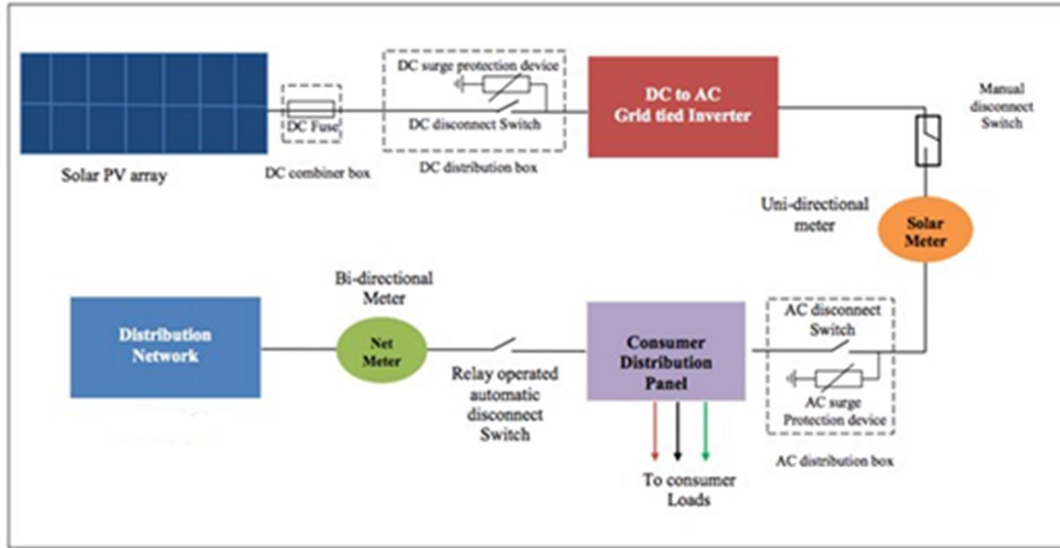 DC surge protection device
DC Fuse
DC disconnect Switch
DC to AC
Grid tied Inverter
Manual
disconnect
Switch
Solar PV array
DC combiner box
DC distribution box
Uni-directional
meter
Solar
Meter
Bi-directional
Meter
Distribution
Network
Net
Meter
Relay operated
automatic
disconnect
Switch
Consumer
Distribution
Panel
AC disconnect
Switch
AC surge
Protection device
AC distribution box
To consumer
Loads